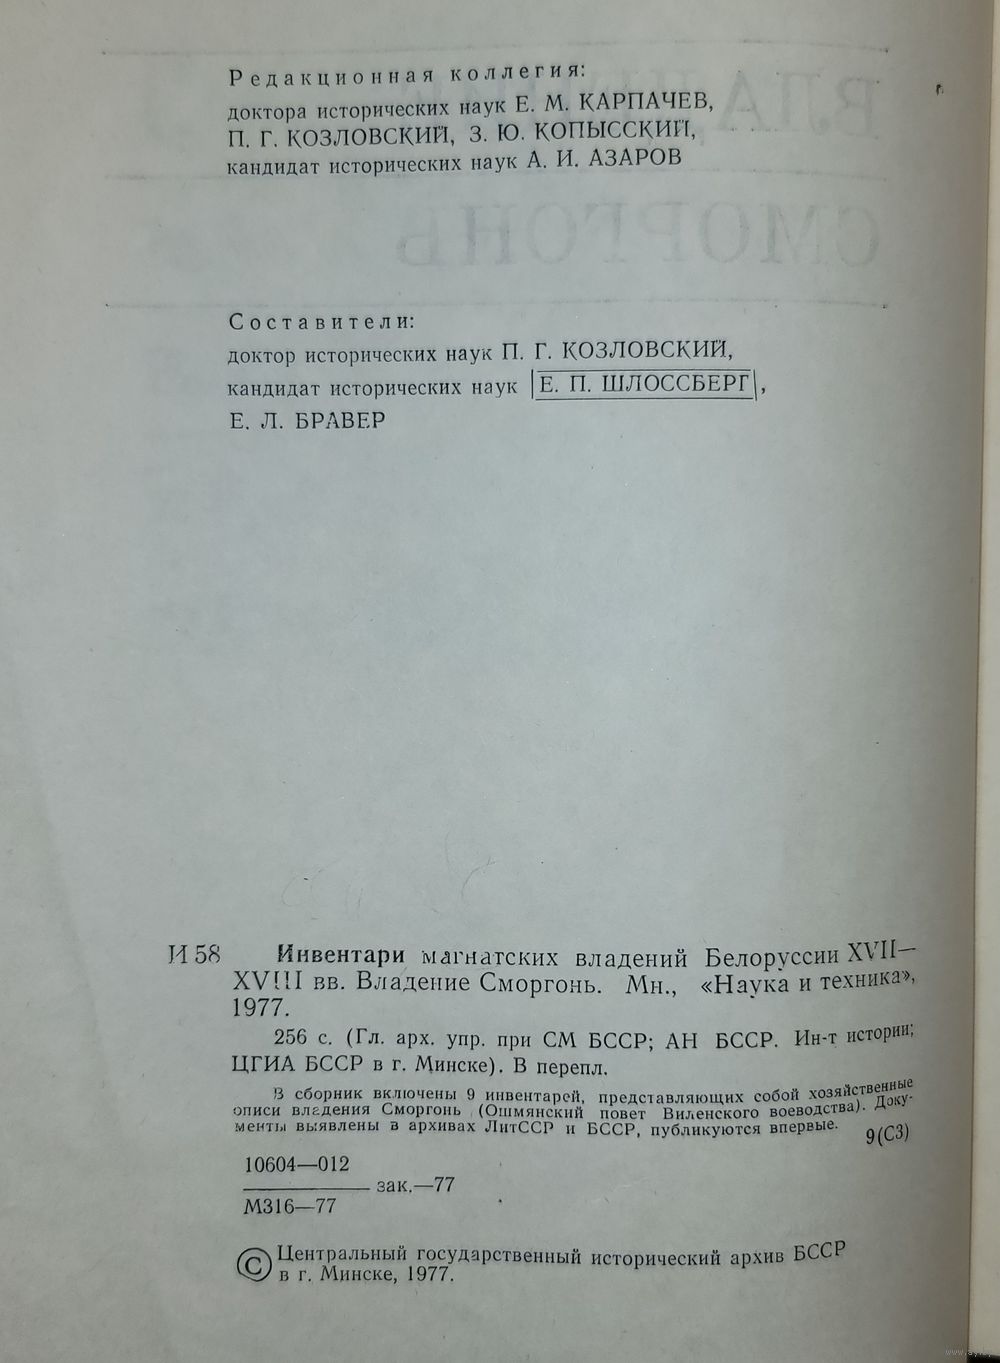 Редакционная коллегия:
доктора исторических наук Е. М. КАРПАЧЕВ,
П. Г. КОЗЛОВСКИЙ, З. Ю. КОПЫССКИЙ,
кандидат исторических наук А. И. АЗАРОВ
СМОРГОНЬ
Составители:
доктор исторических наук П. Г. КОЗЛОВСКИЙ,
кандидат исторических наук Е. П. ШЛОССБЕРГ,
Е. Л. БРАВЕР
И 58 Инвентари магнатских владений Белоруссии XVII—
XVIII вв. Владение Сморгонь. Мн., «Наука и техника»,
1977.
256 с. (Гл. арх. упр. при СМ БССР; АН БССР. Ин-т истории;
ЦГИА БССР в г. Минске). В перепл.
В сборник включены 9 инвентарей, представляющих собой хозяйственные
описи владения Сморгонь (Ошмянский повет Виленского воеводства). Доку-
менты выявлены в архивах ЛитССР и БССР, публикуются впервые.
9(С3)
10604—012
зак.—77
М316—77
© Центральный государственный исторический архив БССР
в г. Минске, 1977.